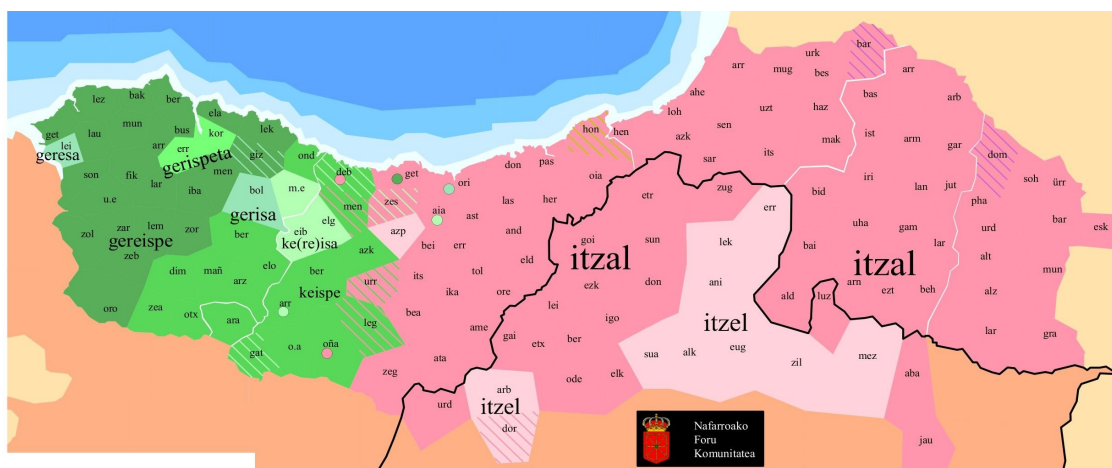 bar
urk
arr
mug
bes
arr
bas
arb
lez
bak
ber
ahe
uzt
haz
loh
get
lau
mun
bus
ela
kor
lek
hon
hen
azk
sen
mak
ist
arm
gar
lei
geresa
arr
err
gerispeta
giz
ond
don
pas
sar
its
dom
son
fik
lar
men
deb
get
ori
oia
iri
lan
jut
soh
ürr
u.e
iba
bol
m.e
men
zes
aia
las
her
etr
zug
bid
pha
zol
zar
lem
gereispe
zeb
zor
gerisa
ber
elg
eib
ke(re)isa
azk
azp
ast
bei
err
and
err
uha
gam
lar
urd
bar
esk
goi
sun
lek
bai
itzal
itzal
eld
dim
mañ
elo
ber
arz
keispe
urr
its
tol
ika
ore
ezk
don
ani
alt
mun
ald
luz
arn
ezt
beh
alz
oro
zea
otx
ara
arr
leg
bea
lei
igo
itzel
gat
o.a
oña
ame
gai
etx
ber
lar
gra
ata
zeg
sua
alk
eug
zil
mez
ode
elk
aba
arb
urd
itzel
dor
Nafarroako
Foru
Komunitatea
jau